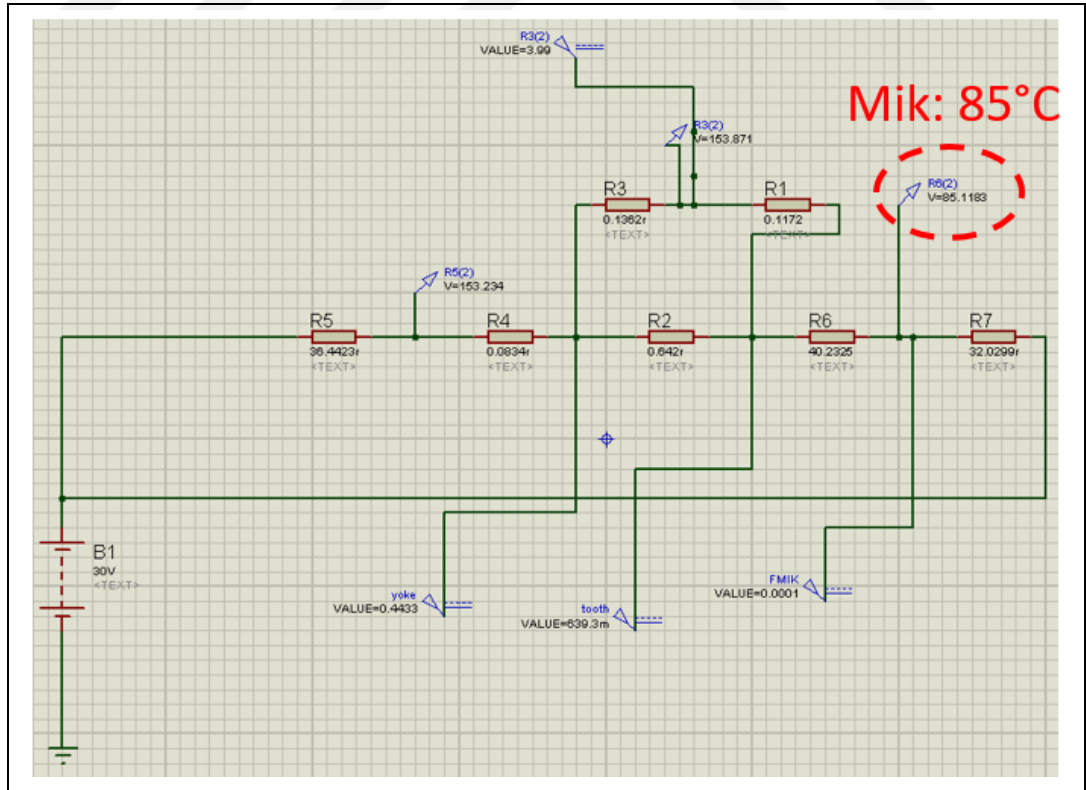 R3(2)
VALUE=3.99
Mik: 85°C
R3(2)
V=153.871
R3
0.1362r
<TEXT>
R1
0.1172
<TEXT>
R6(2)
V=85.1183
R5(2)
V=153.234
R5
36.4423r
<TEXT>
R4
0.0834r
<TEXT>
R2
0.642r
<TEXT>
R6
40.2325
<TEXT>
R7
32.0299r
<TEXT>
B1
30V
<TEXT>
yoke
VALUE=0.4433
tooth
VALUE=639.3m
FMIK
VALUE=0.0001